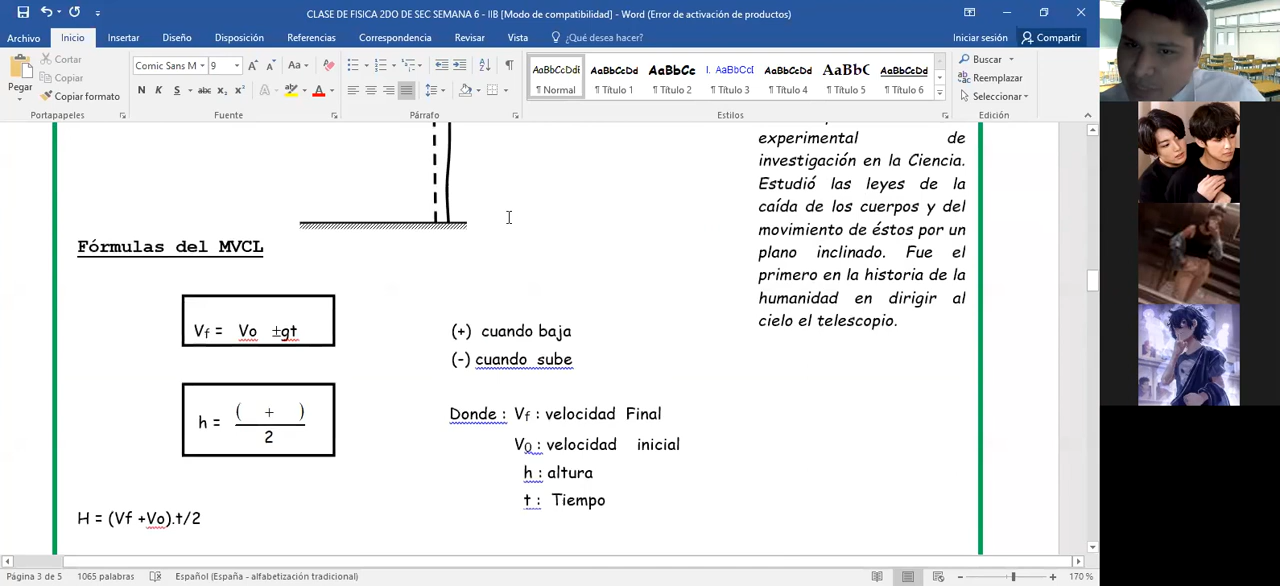 CLASE DE FISICA 2DO DE SEC SEMANA 6 - IIB [Modo de compatibilidad] - Word (Error de activación de productos)
Archivo Inicio Insertar Diseño Disposición Referencias Correspondencia Revisar Vista ¿Qué desea hacer? Iniciar sesión Compartir
Pegar
Cortar
Copiar
Copiar formato
Portapapeles
Comic Sans M 9
N K S abc x₂ x²
Fuente
Párrafo
AaBbCcDdE
¶ Normal
AaBbCcDd
¶ Título 1
AaBbCc
¶ Título 2
I. AaBbCcD
¶ Título 3
AaBbCcDd
¶ Título 4
AaBbC
¶ Título 5
AaBbCcDd
¶ Título 6
Estilos
Buscar
Reemplazar
Seleccionar
Edición
experimental de
investigación en la Ciencia.
Estudió las leyes de la
caída de los cuerpos y del
movimiento de éstos por un
plano inclinado. Fue el
primero en la historia de la
humanidad en dirigir al
cielo el telescopio.
Fórmulas del MVCL
Vf = Vo ±gt
(+) cuando baja
(-) cuando sube
h = ( + )
2
Donde : Vf : velocidad Final
V0 : velocidad inicial
h : altura
t : Tiempo
H = (Vf +Vo).t/2
Página 3 de 5 1065 palabras Español (España - alfabetización tradicional) 170 %